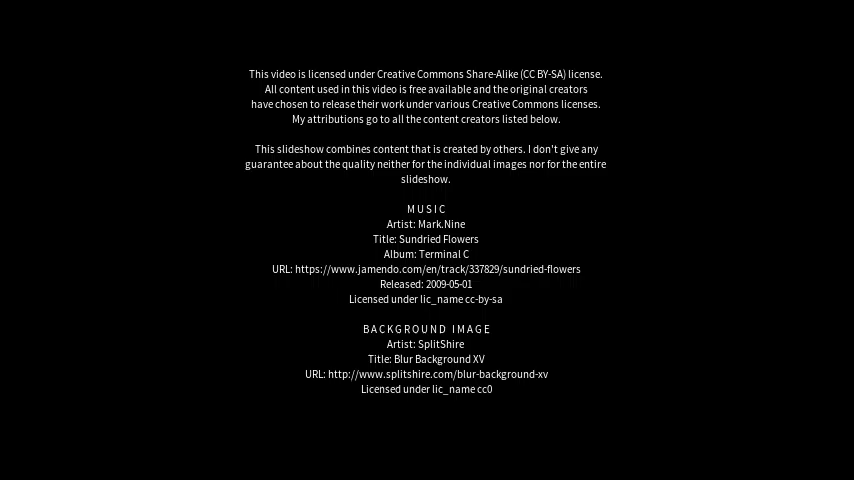 This video is licensed under Creative Commons Share-Alike (CC BY-SA) license.
All content used in this video is free available and the original creators
have chosen to release their work under various Creative Commons licenses.
My attributions go to all the content creators listed below.
This slideshow combines content that is created by others. I don't give any
guarantee about the quality neither for the individual images nor for the entire
slideshow.
MUSIC
Artist: Mark.Nine
Title: Sundried Flowers
Album: Terminal C
URL: https://www.jamendo.com/en/track/337829/sundried-flowers
Released: 2009-05-01
Licensed under lic_name cc-by-sa
BACKGROUND IMAGE
Artist: SplitShire
Title: Blur Background XV
URL: http://www.splitshire.com/blur-background-xv
Licensed under lic_name cc0